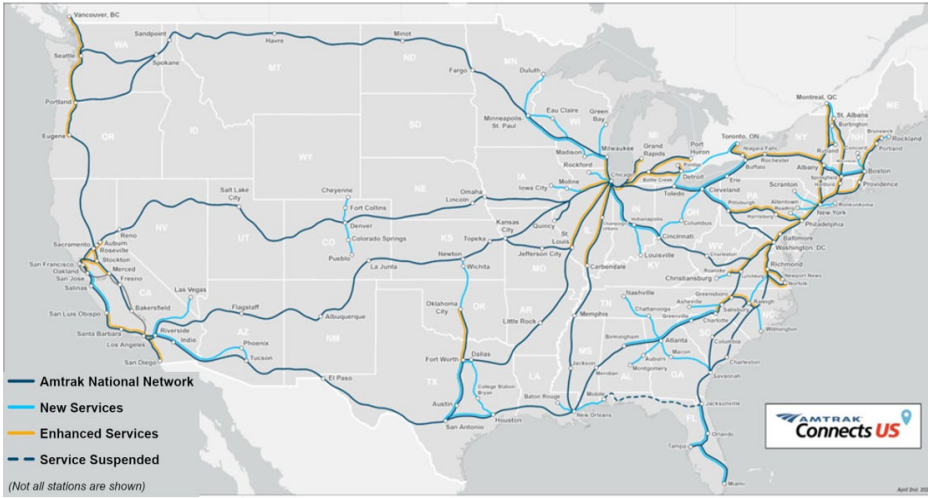 Vancouver, BC
Seattle
WA
Sandpoint
Spokane
Havre
MT
Minot
ND
Fargo
MN
Duluth
Portland
OR
ID
Eugene
SD
WY
Minneapolis
St. Paul
Eau Claire
WI
Green
Bay
Milwaukee
Madison
Rockford
Chicago
MI
Grand
Rapids
Port
Huron
Battle Creek
Pontiac
Detroit
Toledo
Toronto, ON
Niagara Falls
Buffalo
Rochester
NY
Montreal, QC
St. Albans
Burlington
Rutland
NH
Concord
ME
Brunswick
Rockland
Portland
Albany
Boston
Springfield
Hartford
Providence
Ronkonkoma
New York
Scranton
Allentown
Reading
Philadelphia
Harrisburg
PA
Pittsburgh
Erie
Cleveland
OH
Columbus
Cincinnati
IN
Indianapolis
Louisville
KY
Champaign
Urbana
Carbondale
Moline
Iowa City
IA
Omaha
Lincoln
NE
Quincy
Kansas
City
Topeka
St.
Louis
Jefferson City
MO
Newton
Wichita
KS
Cheyenne
Fort Collins
Denver
CO
Colorado Springs
Pueblo
La Junta
Salt Lake
City
UT
NV
Reno
Auburn
Sacramento
Roseville
Stockton
San Francisco
Oakland
San Jose
Merced
Fresno
Salinas
CA
San Luis Obispo
Bakersfield
Santa Barbara
Los Angeles
Riverside
San Diego
Indio
Las Vegas
Flagstaff
AZ
Phoenix
Tucson
Albuquerque
NM
El Paso
Oklahoma
City
OK
Fort Worth
Dallas
TX
Austin
College Station
Bryan
San Antonio
Houston
AR
Little Rock
LA
Baton Rouge
New Orleans
Memphis
MS
Jackson
Meridian
Mobile
TN
Nashville
Chattanooga
Birmingham
AL
Auburn
Montgomery
Atlanta
Macon
GA
Asheville
Greenville
Greensboro
Salisbury
Charlotte
Raleigh
Wilmington
SC
Columbia
Charleston
Savannah
Jacksonville
FL
Orlando
Tampa
Miami
WV
Charleston
Baltimore
Washington DC
Richmond
Newport News
Norfolk
Roanoke
Lynchburg
Christiansburg
Amtrak National Network
New Services
Enhanced Services
Service Suspended
(Not all stations are shown)
AMTRAK
Connects US